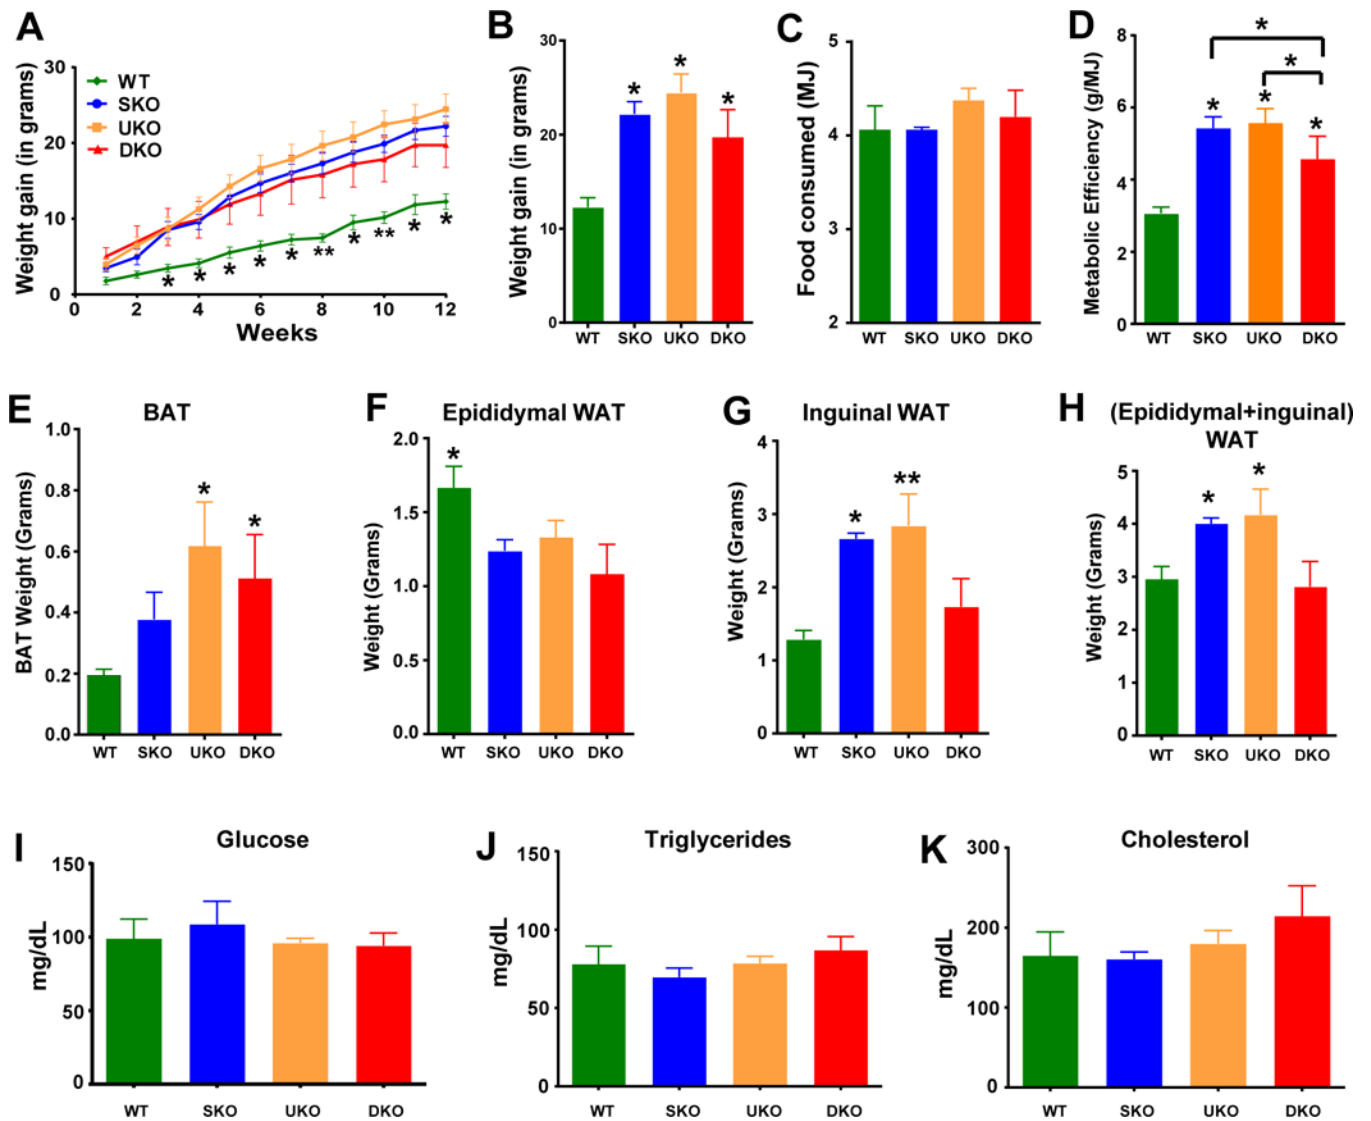 A
Weight gain (in grams)
30
20
10
0
WT
SKO
UKO
DKO
* * * * * ** * ** * *
0 2 4 6 8 10 12
Weeks
B
Weight gain (in grams)
30
20
10
0
* * *
WT SKO UKO DKO
C
Food consumed (MJ)
5
4
3
2
WT SKO UKO DKO
D
Metabolic Efficiency (g/MJ)
8
6
4
2
0
*
*
* * *
WT SKO UKO DKO
E
BAT
BAT Weight (Grams)
1.0
0.8
0.6
0.4
0.2
0.0
* *
WT SKO UKO DKO
F
Epididymal WAT
Weight (Grams)
2.0
1.5
1.0
0.5
0.0
*
WT SKO UKO DKO
G
Inguinal WAT
Weight (Grams)
4
3
2
1
0
* **
WT SKO UKO DKO
H
(Epididymal+inguinal)
WAT
Weight (Grams)
5
4
3
2
1
0
* *
WT SKO UKO DKO
I
Glucose
mg/dL
150
100
50
0
WT SKO UKO DKO
J
Triglycerides
mg/dL
150
100
50
0
WT SKO UKO DKO
K
Cholesterol
mg/dL
300
200
100
0
WT SKO UKO DKO